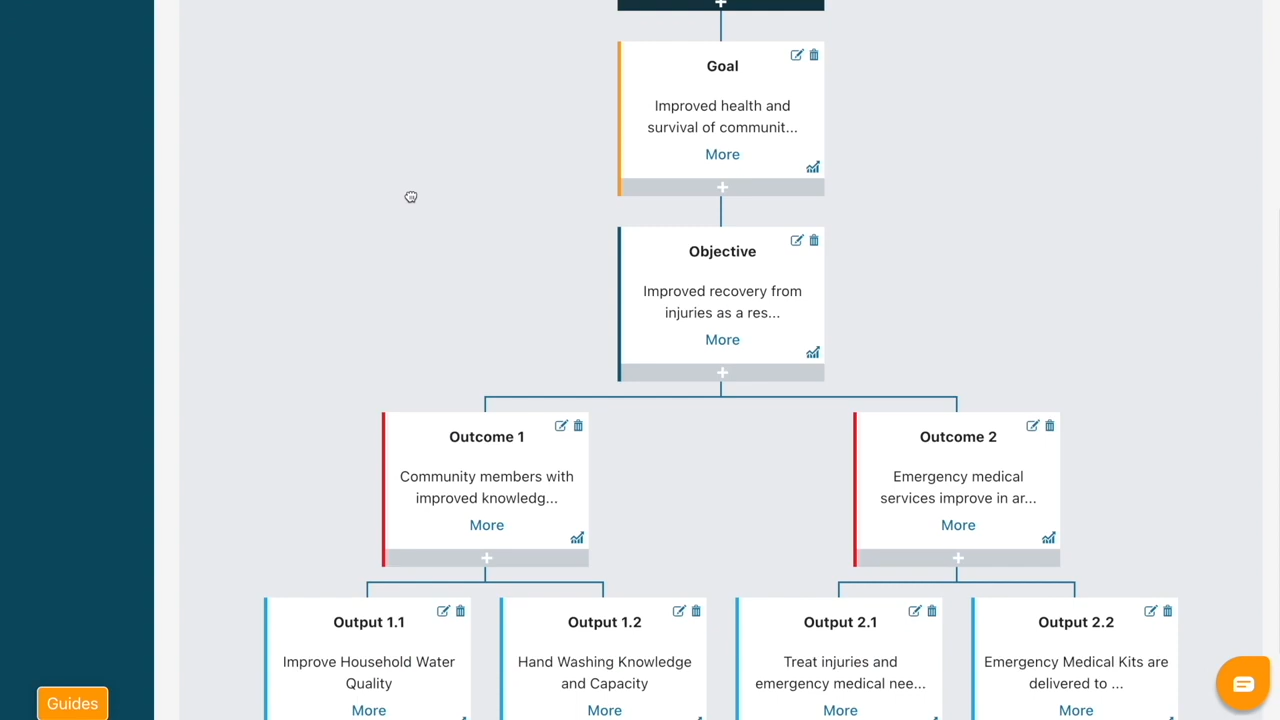 Goal
Improved health and
survival of communit...
More
Objective
Improved recovery from
injuries as a res...
More
Outcome 1
Community members with
improved knowledg...
More
Outcome 2
Emergency medical
services improve in ar...
More
Output 1.1
Improve Household Water
Quality
More
Output 1.2
Hand Washing Knowledge
and Capacity
More
Output 2.1
Treat injuries and
emergency medical nee...
More
Output 2.2
Emergency Medical Kits are
delivered to ...
More
Guides